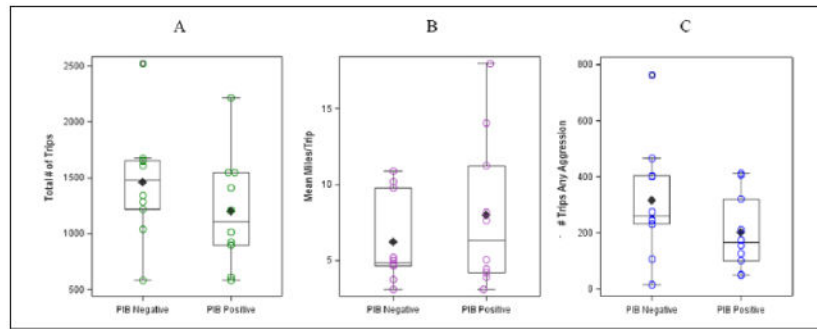 A B C
Total # of Trips
2500
2000
1500
1000
500
PIB Negative PIB Positive
Mean Miles/Trip
15
10
5
PIB Negative PIB Positive
# Trips Any Aggression
800
600
400
200
0
PIB Negative PIB Positive